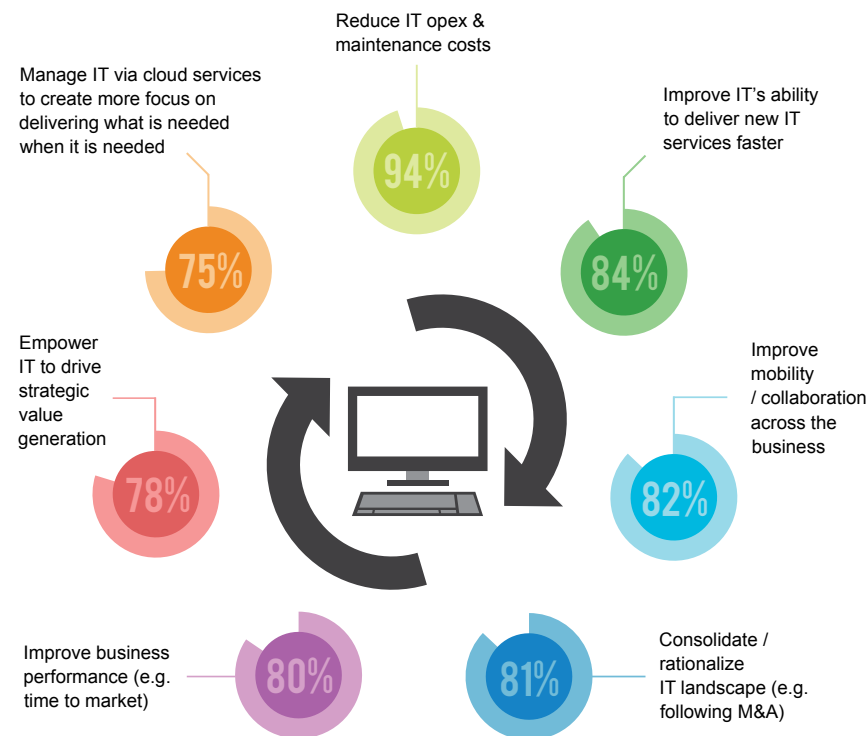 Reduce IT opex &
maintenance costs
94%
Improve IT’s ability
to deliver new IT
services faster
84%
Improve
mobility
/ collaboration
across the
business
82%
Consolidate /
rationalize
IT landscape (e.g.
following M&A)
81%
Improve business
performance (e.g.
time to market)
80%
Empower
IT to drive
strategic
value
generation
78%
Manage IT via cloud services
to create more focus on
delivering what is needed
when it is needed
75%